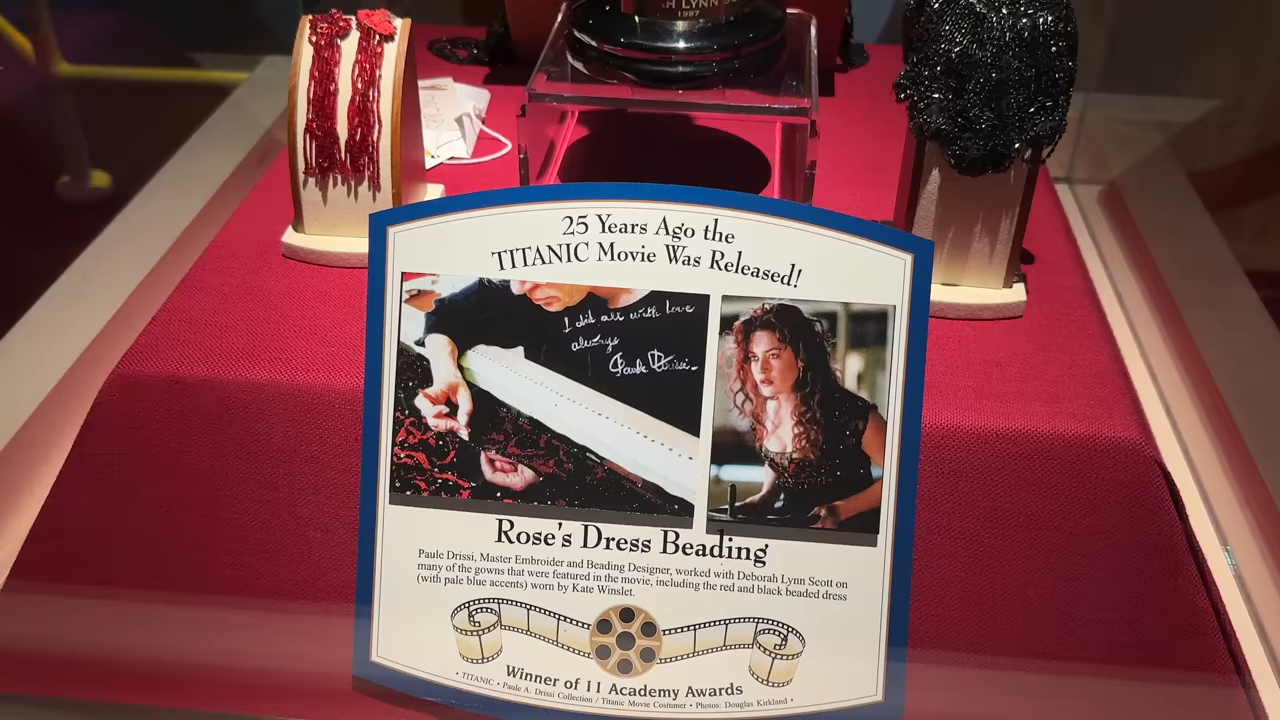 H LYNN
1997
25 Years Ago the
TITANIC Movie Was Released!
I did all with love
always
Paule Drissi
Rose's Dress Beading
Paule Drissi, Master Embroider and Beading Designer, worked with Deborah Lynn Scott on
many of the gowns that were featured in the movie, including the red and black beaded dress
(with pale blue accents) worn by Kate Winslet.
Winner of 11 Academy Awards
• TITANIC • Paule A. Drissi Collection / Titanic Movie Costumer • Photos: Douglas Kirkland •